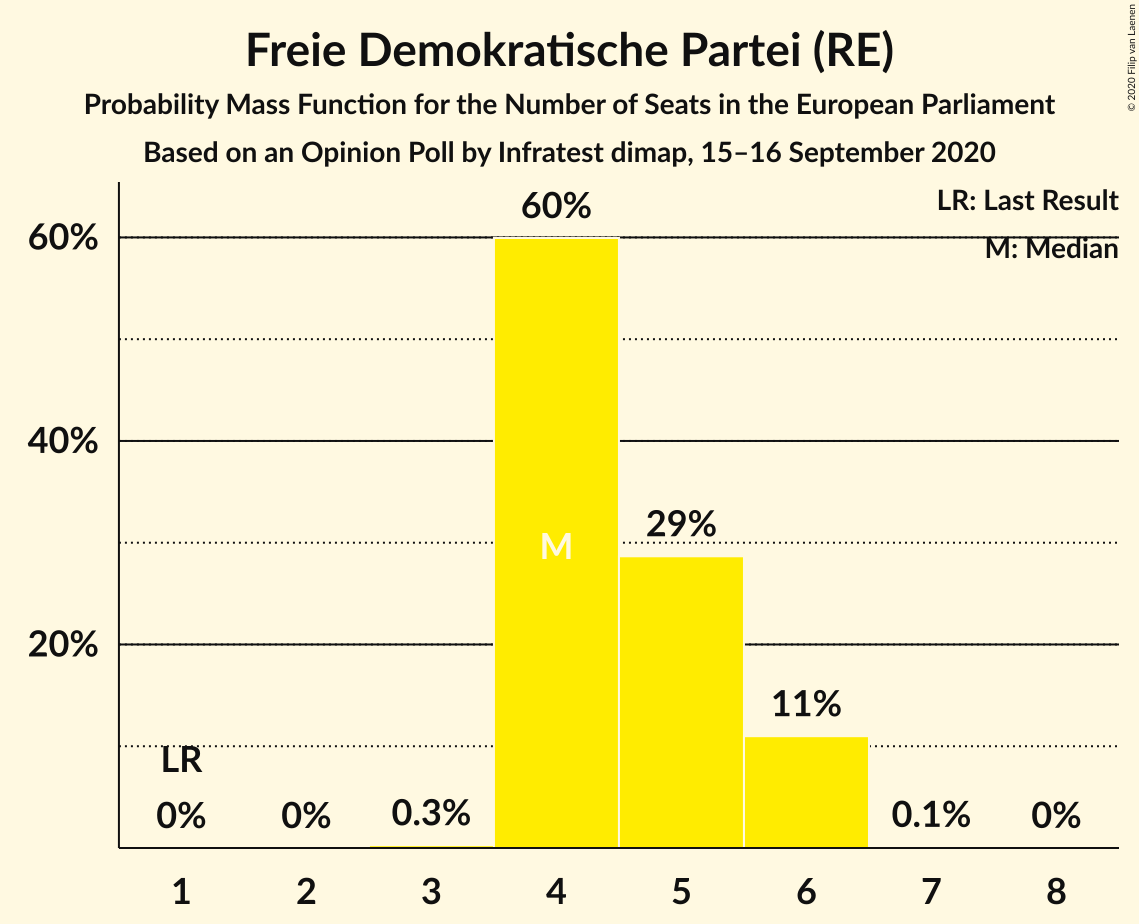 Freie Demokratische Partei (RE)
Probability Mass Function for the Number of Seats in the European Parliament
Based on an Opinion Poll by Infratest dimap, 15–16 September 2020
© 2020 Filip van Laenen
LR: Last Result
M: Median
60%
40%
20%
60%
M
29%
11%
LR
0%
0%
0.3%
0.1%
0%
1 2 3 4 5 6 7 8